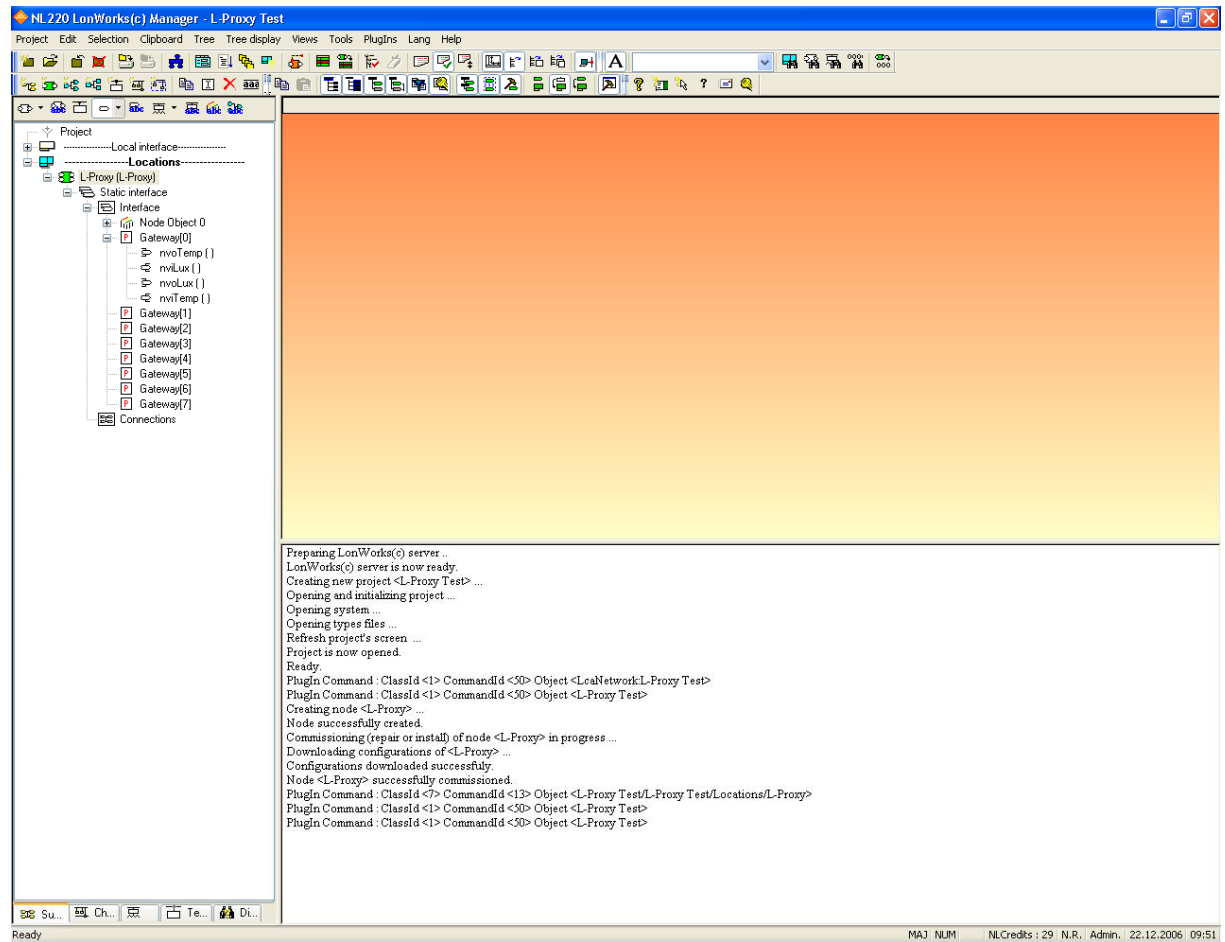 NL220 LonWorks(c) Manager - L-Proxy Test
Project Edit Selection Clipboard Tree Tree display Views Tools PlugIns Lang Help
Project
----------------Local interface----------------
-----------------Locations-----------------
L-Proxy (L-Proxy)
Static interface
Interface
Node Object 0
Gateway[0]
nvoTemp ( )
nviLux ( )
nvoLux ( )
nviTemp ( )
Gateway[1]
Gateway[2]
Gateway[3]
Gateway[4]
Gateway[5]
Gateway[6]
Gateway[7]
Connections
Preparing LonWorks(c) server ..
LonWorks(c) server is now ready.
Creating new project <L-Proxy Test> ...
Opening and initializing project ...
Opening system ...
Opening types files ...
Refresh project's screen ...
Project is now opened.
Ready.
PlugIn Command : ClassId <1> CommandId <50> Object <LcaNetwork:L-Proxy Test>
PlugIn Command : ClassId <1> CommandId <50> Object <L-Proxy Test>
Creating node <L-Proxy> ...
Node successfully created.
Commissioning (repair or install) of node <L-Proxy> in progress ...
Downloading configurations of <L-Proxy> ...
Configurations downloaded successfuly.
Node <L-Proxy> successfully commissioned.
PlugIn Command : ClassId <7> CommandId <13> Object <L-Proxy Test/L-Proxy Test/Locations/L-Proxy>
PlugIn Command : ClassId <1> CommandId <50> Object <L-Proxy Test>
PlugIn Command : ClassId <1> CommandId <50> Object <L-Proxy Test>
Su... Ch... Te... Di...
Ready MAJ NUM NLCredits : 29 N.R. Admin. 22.12.2006 09:51